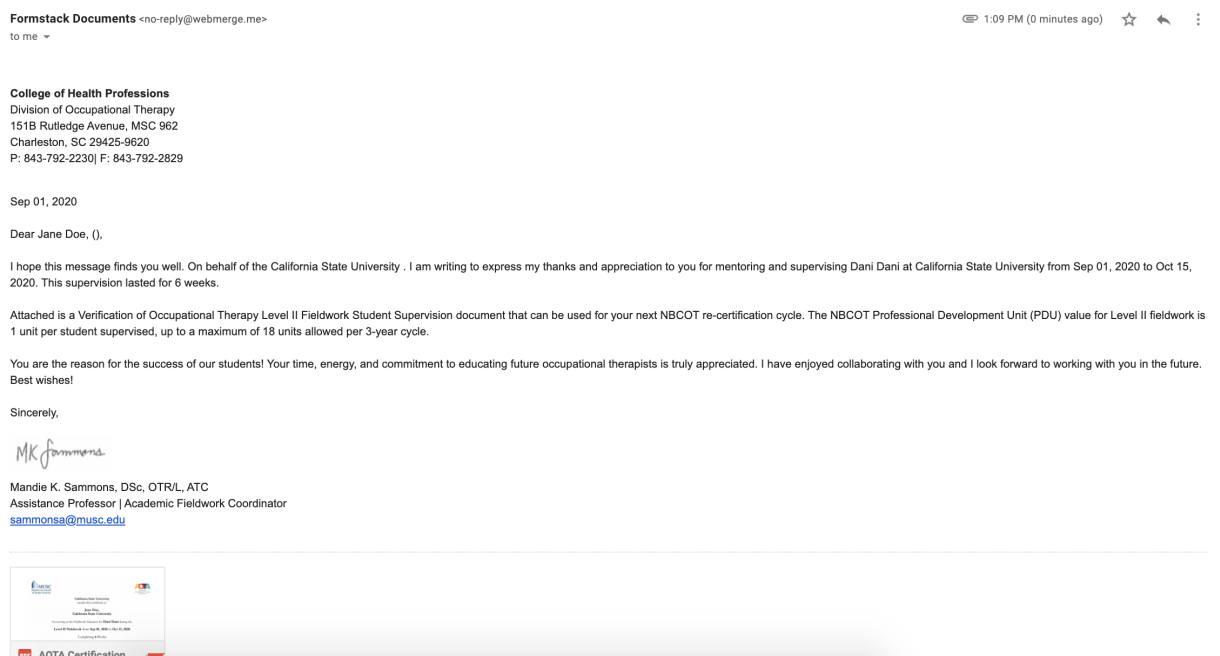 Formstack Documents <no-reply@webmerge.me>
1:09 PM (0 minutes ago)
to me
College of Health Professions
Division of Occupational Therapy
151B Rutledge Avenue, MSC 962
Charleston, SC 29425-9620
P: 843-792-2230| F: 843-792-2829
Sep 01, 2020
Dear Jane Doe, (),
I hope this message finds you well. On behalf of the California State University . I am writing to express my thanks and appreciation to you for mentoring and supervising Dani Dani at California State University from Sep 01, 2020 to Oct 15,
2020. This supervision lasted for 6 weeks.
Attached is a Verification of Occupational Therapy Level II Fieldwork Student Supervision document that can be used for your next NBCOT re-certification cycle. The NBCOT Professional Development Unit (PDU) value for Level II fieldwork is
1 unit per student supervised, up to a maximum of 18 units allowed per 3-year cycle.
You are the reason for the success of our students! Your time, energy, and commitment to educating future occupational therapists is truly appreciated. I have enjoyed collaborating with you and I look forward to working with you in the future.
Best wishes!
Sincerely,
MK Sammons
Mandie K. Sammons, DSc, OTR/L, ATC
Assistance Professor | Academic Fieldwork Coordinator
sammonsa@musc.edu
MUSC
AOTA
California State University
Jane Doe,
California State University
AOTA Certification